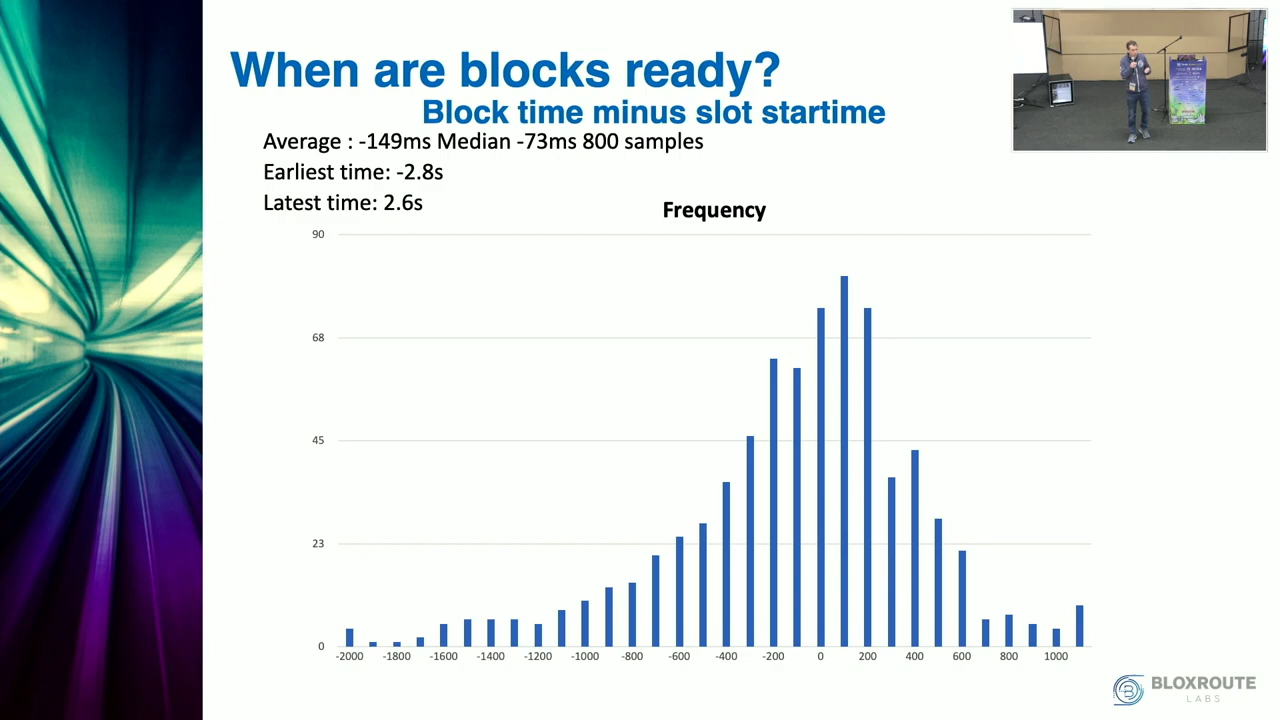 When are blocks ready?
Block time minus slot startime
Average : -149ms Median -73ms 800 samples
Earliest time: -2.8s
Latest time: 2.6s
Frequency
90
68
45
23
0
-2000 -1800 -1600 -1400 -1200 -1000 -800 -600 -400 -200 0 200 400 600 800 1000
BLOXROUTE
LABS